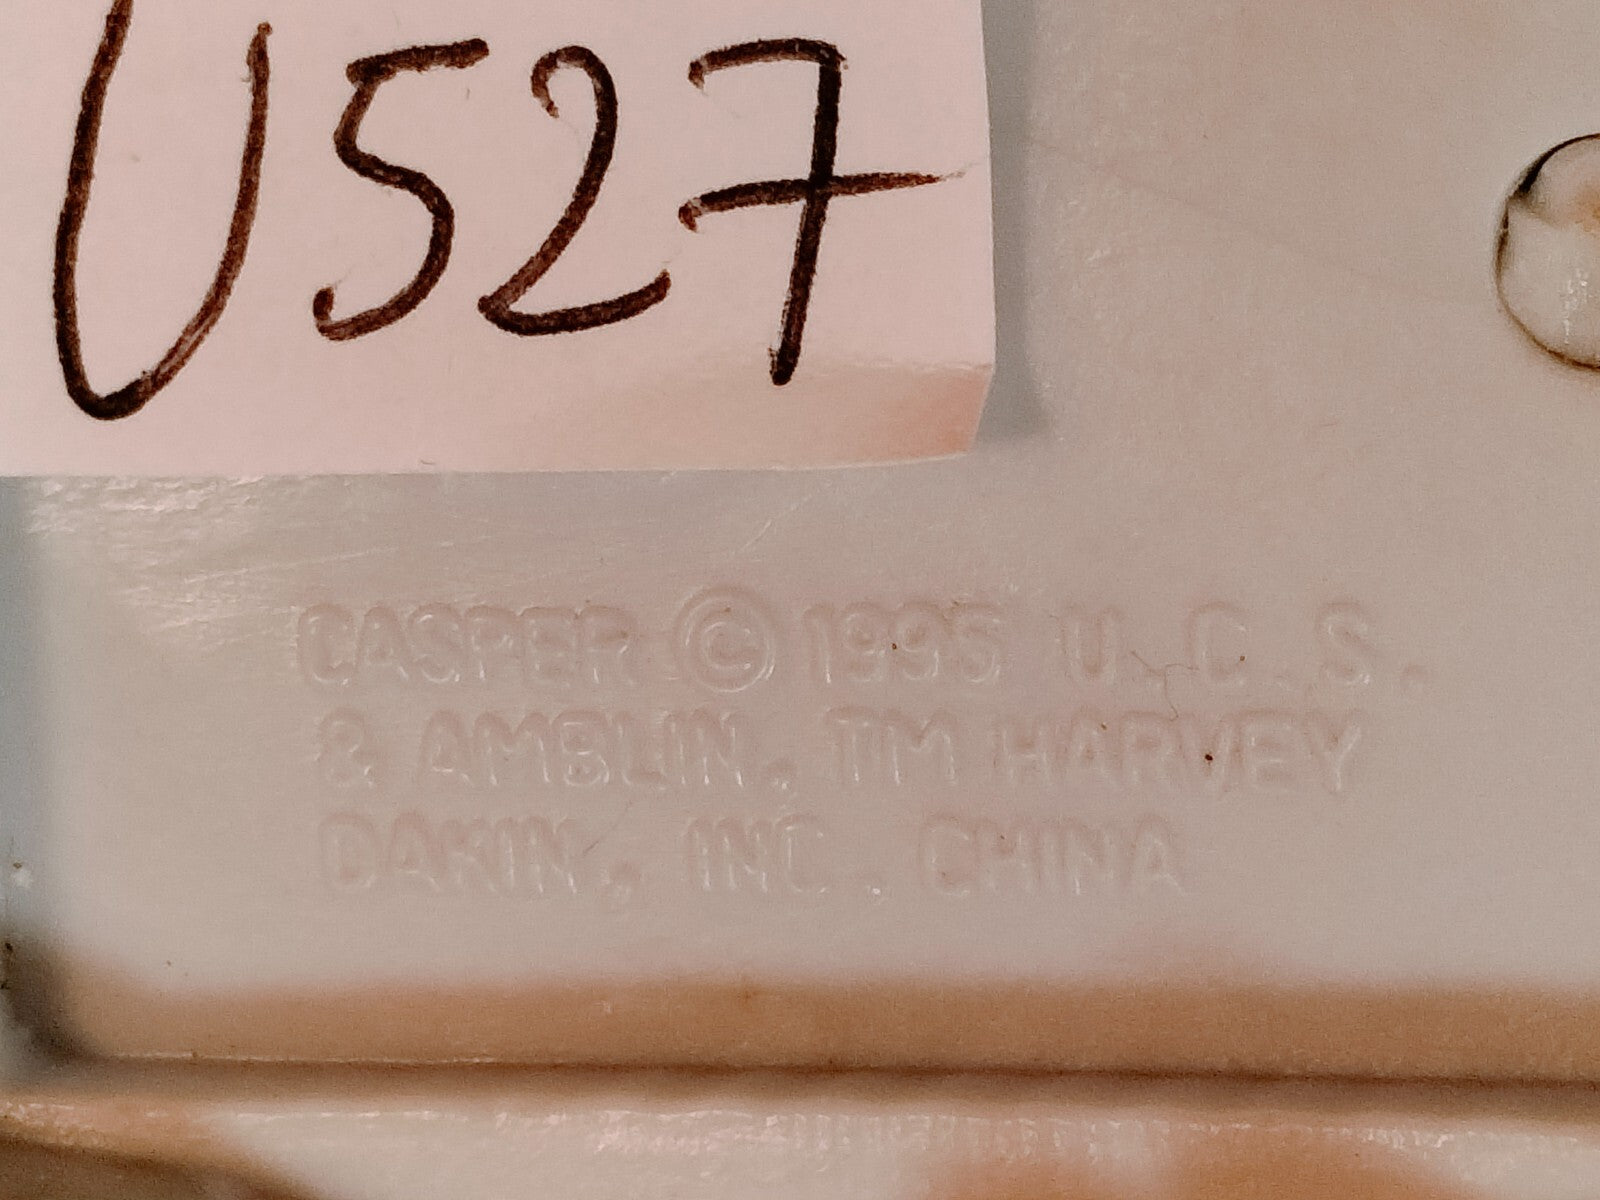 U527
CASPER © 1995 U.C.S.
& AMBLIN. TM HARVEY
DAKIN, INC. CHINA